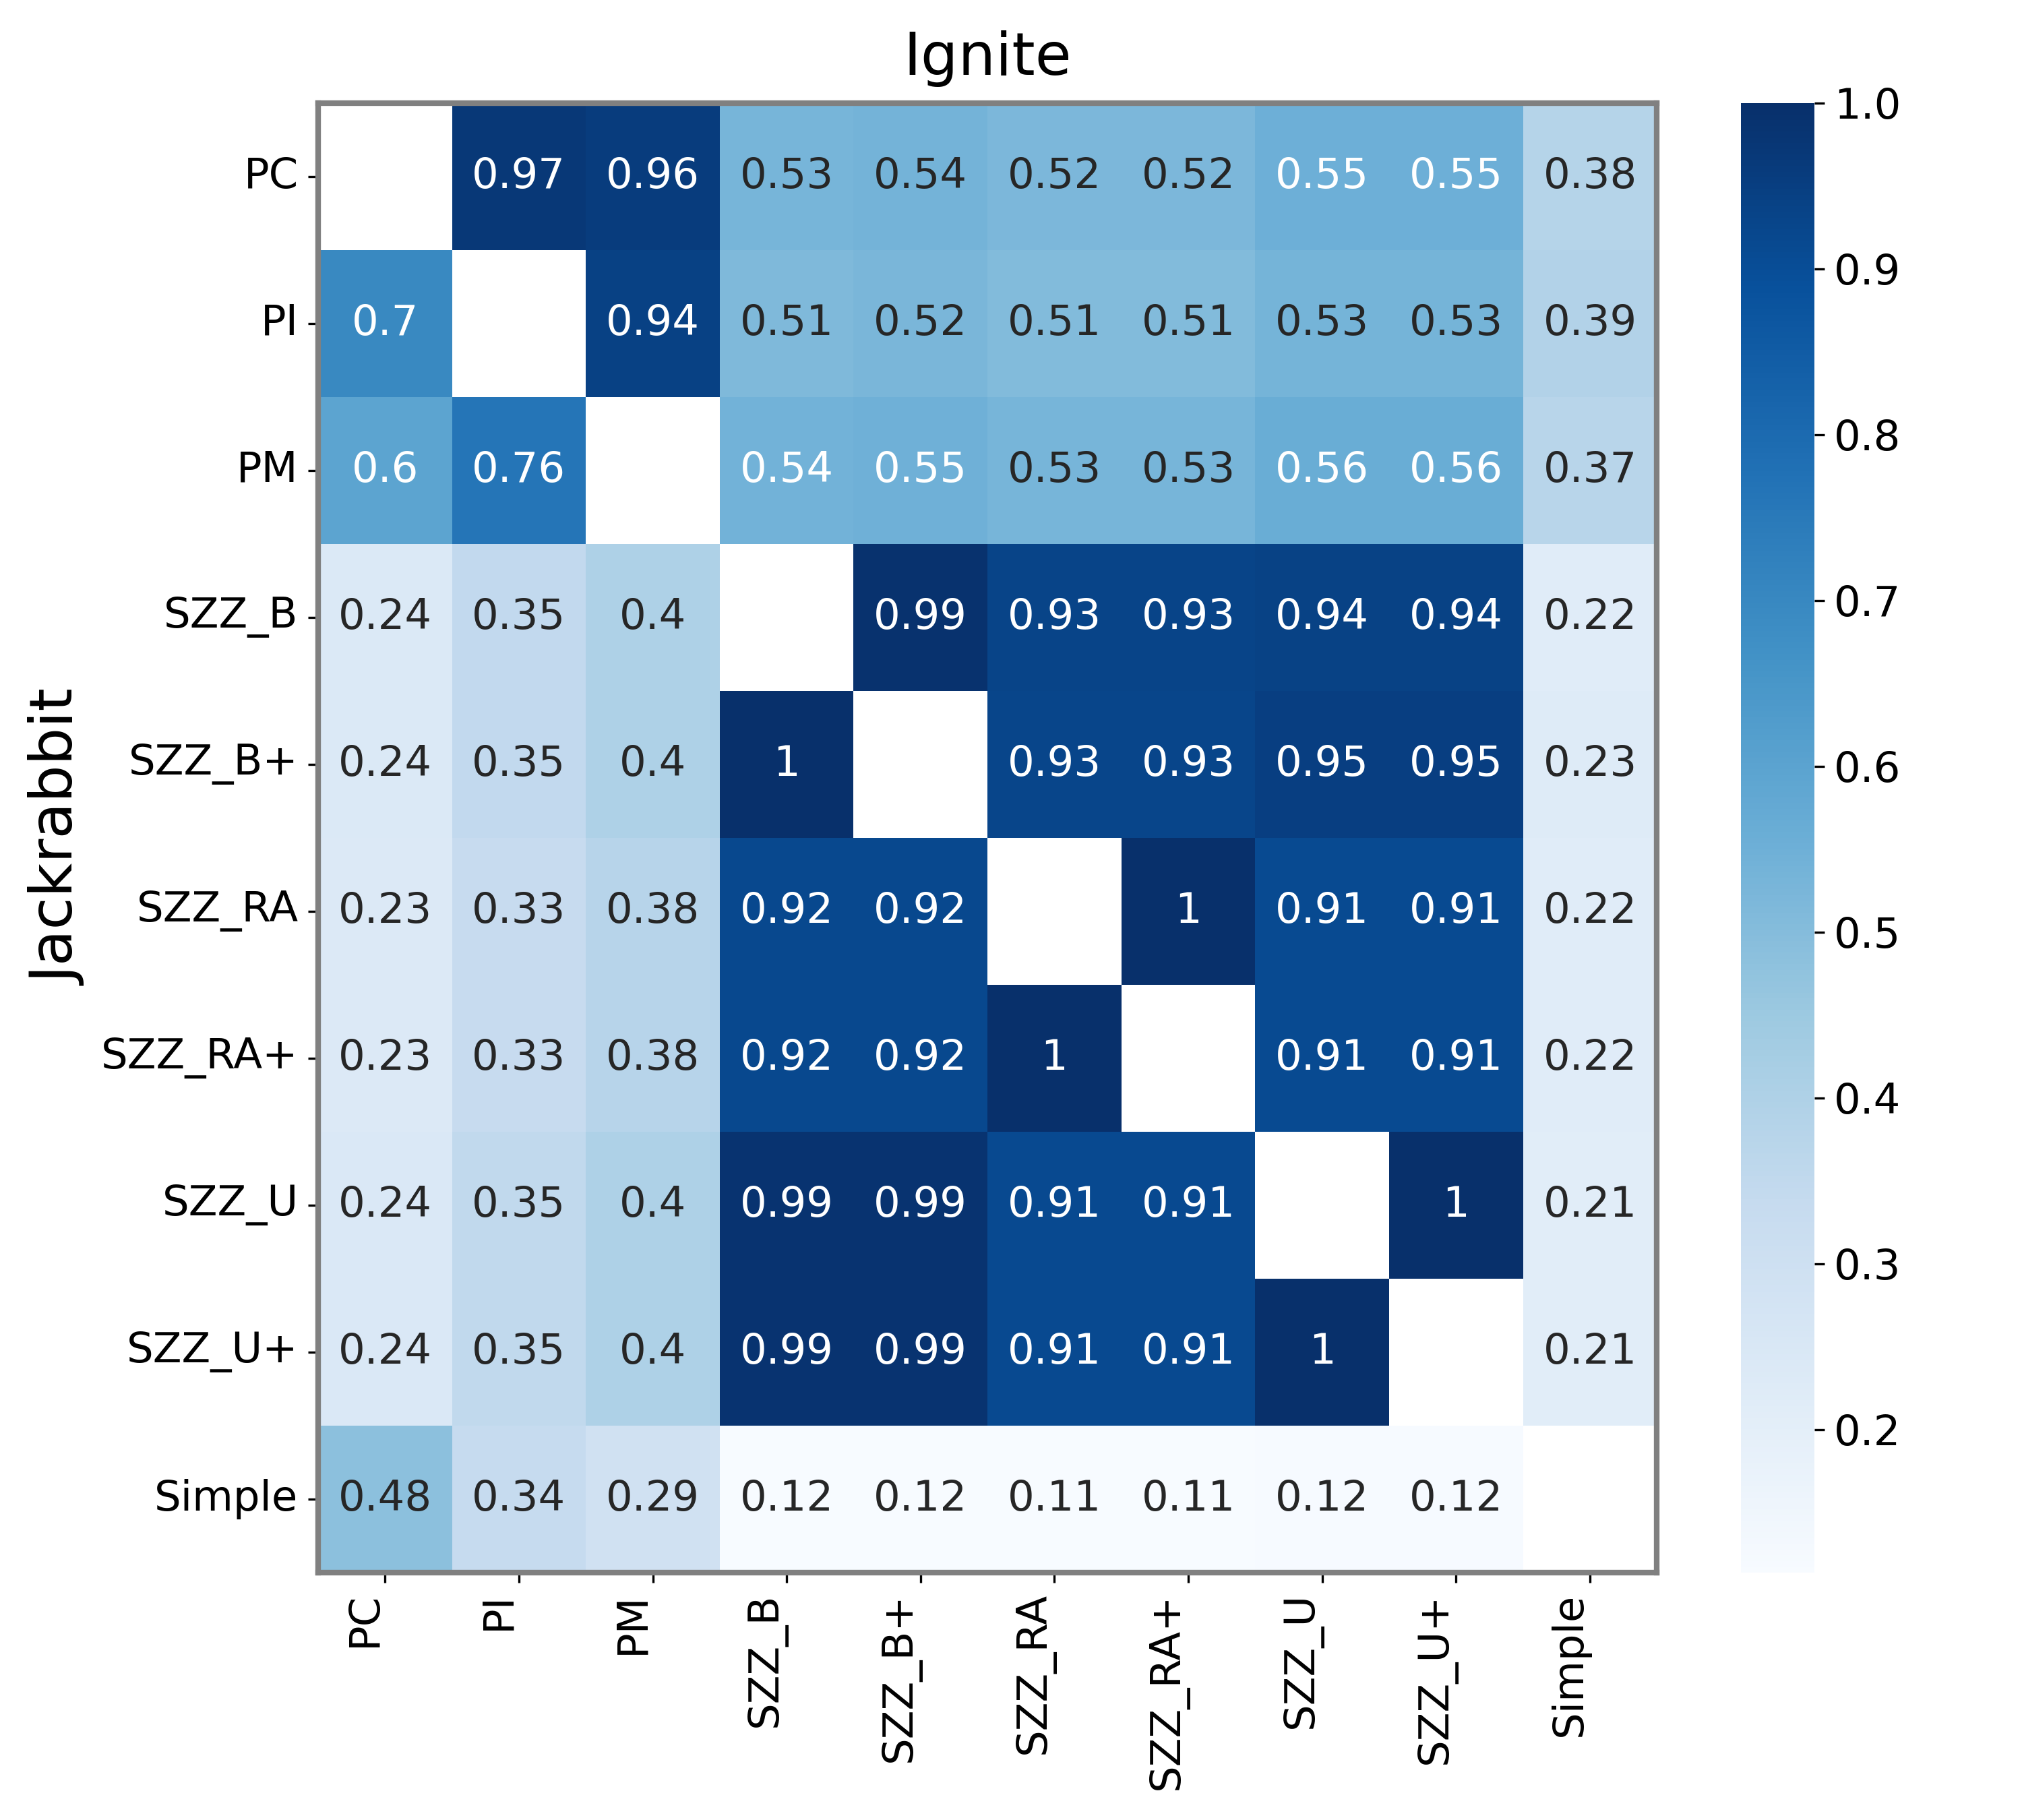 Ignite
Jackrabbit
PC 0.97 0.96 0.53 0.54 0.52 0.52 0.55 0.55 0.38
PI 0.7 0.94 0.51 0.52 0.51 0.51 0.53 0.53 0.39
PM 0.6 0.76 0.54 0.55 0.53 0.53 0.56 0.56 0.37
SZZ_B 0.24 0.35 0.4 0.99 0.93 0.93 0.94 0.94 0.22
SZZ_B+ 0.24 0.35 0.4 1 0.93 0.93 0.95 0.95 0.23
SZZ_RA 0.23 0.33 0.38 0.92 0.92 1 0.91 0.91 0.22
SZZ_RA+ 0.23 0.33 0.38 0.92 0.92 1 0.91 0.91 0.22
SZZ_U 0.24 0.35 0.4 0.99 0.99 0.91 0.91 1 0.21
SZZ_U+ 0.24 0.35 0.4 0.99 0.99 0.91 0.91 1 0.21
Simple 0.48 0.34 0.29 0.12 0.12 0.11 0.11 0.12 0.12
PC PI PM SZZ_B SZZ_B+ SZZ_RA SZZ_RA+ SZZ_U SZZ_U+ Simple
1.0
0.9
0.8
0.7
0.6
0.5
0.4
0.3
0.2